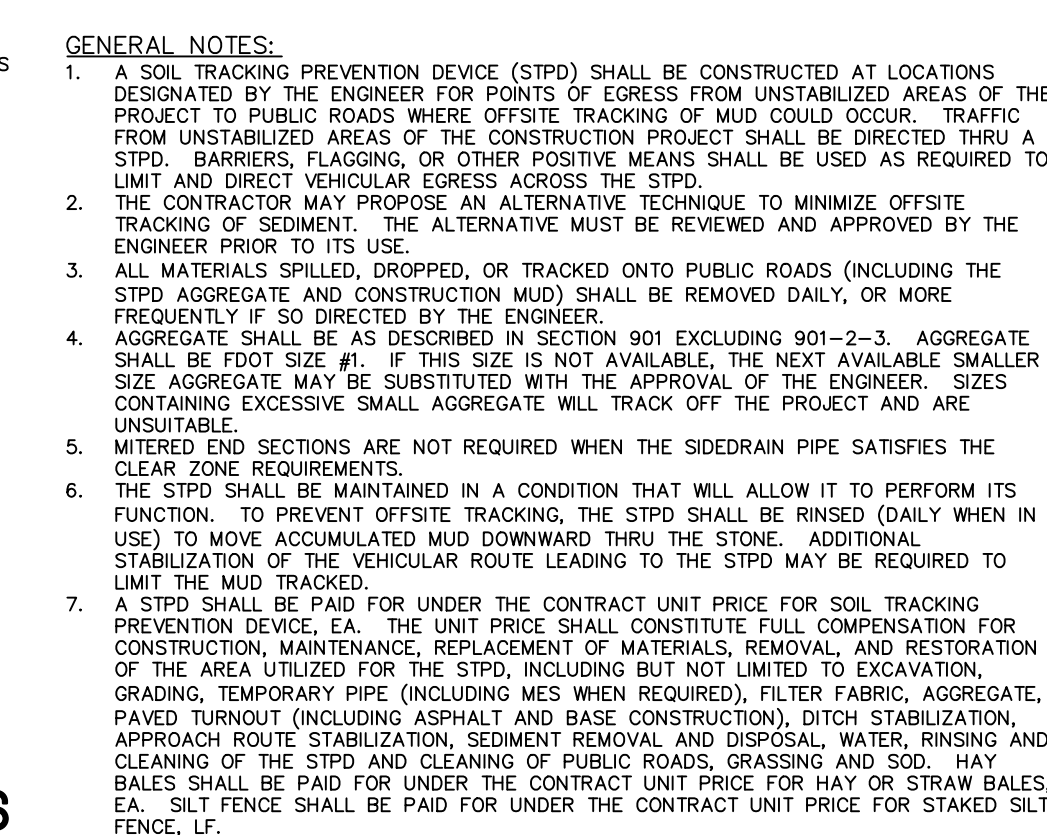 GENERAL NOTES:
S
1. A SOIL TRACKING PREVENTION DEVICE (STPD) SHALL BE CONSTRUCTED AT LOCATIONS
DESIGNATED BY THE ENGINEER FOR POINTS OF EGRESS FROM UNSTABILIZED AREAS OF THE
PROJECT TO PUBLIC ROADS WHERE OFFSITE TRACKING OF MUD COULD OCCUR. TRAFFIC
FROM UNSTABILIZED AREAS OF THE CONSTRUCTION PROJECT SHALL BE DIRECTED THRU A
STPD. BARRIERS, FLAGGING, OR OTHER POSITIVE MEANS SHALL BE USED AS REQUIRED TO
LIMIT AND DIRECT VEHICULAR EGRESS ACROSS THE STPD.
2. THE CONTRACTOR MAY PROPOSE AN ALTERNATIVE TECHNIQUE TO MINIMIZE OFFSITE
TRACKING OF SEDIMENT. THE ALTERNATIVE MUST BE REVIEWED AND APPROVED BY THE
ENGINEER PRIOR TO ITS USE.
3. ALL MATERIALS SPILLED, DROPPED, OR TRACKED ONTO PUBLIC ROADS (INCLUDING THE
STPD AGGREGATE AND CONSTRUCTION MUD) SHALL BE REMOVED DAILY, OR MORE
FREQUENTLY IF SO DIRECTED BY THE ENGINEER.
4. AGGREGATE SHALL BE AS DESCRIBED IN SECTION 901 EXCLUDING 901-2-3. AGGREGATE
SHALL BE FDOT SIZE #1. IF THIS SIZE IS NOT AVAILABLE, THE NEXT AVAILABLE SMALLER
SIZE AGGREGATE MAY BE SUBSTITUTED WITH THE APPROVAL OF THE ENGINEER. SIZES
CONTAINING EXCESSIVE SMALL AGGREGATE WILL TRACK OFF THE PROJECT AND ARE
UNSUITABLE.
5. MITERED END SECTIONS ARE NOT REQUIRED WHEN THE SIDEDRAIN PIPE SATISFIES THE
CLEAR ZONE REQUIREMENTS.
6. THE STPD SHALL BE MAINTAINED IN A CONDITION THAT WILL ALLOW IT TO PERFORM ITS
FUNCTION. TO PREVENT OFFSITE TRACKING, THE STPD SHALL BE RINSED (DAILY WHEN IN
USE) TO MOVE ACCUMULATED MUD DOWNWARD THRU THE STONE. ADDITIONAL
STABILIZATION OF THE VEHICULAR ROUTE LEADING TO THE STPD MAY BE REQUIRED TO
LIMIT THE MUD TRACKED.
7. A STPD SHALL BE PAID FOR UNDER THE CONTRACT UNIT PRICE FOR SOIL TRACKING
PREVENTION DEVICE, EA. THE UNIT PRICE SHALL CONSTITUTE FULL COMPENSATION FOR
CONSTRUCTION, MAINTENANCE, REPLACEMENT OF MATERIALS, REMOVAL, AND RESTORATION
OF THE AREA UTILIZED FOR THE STPD, INCLUDING BUT NOT LIMITED TO EXCAVATION,
GRADING, TEMPORARY PIPE (INCLUDING MES WHEN REQUIRED), FILTER FABRIC, AGGREGATE,
PAVED TURNOUT (INCLUDING ASPHALT AND BASE CONSTRUCTION), DITCH STABILIZATION,
APPROACH ROUTE STABILIZATION, SEDIMENT REMOVAL AND DISPOSAL, WATER, RINSING AND
CLEANING OF THE STPD AND CLEANING OF PUBLIC ROADS, GRASSING AND SOD. HAY
BALES SHALL BE PAID FOR UNDER THE CONTRACT UNIT PRICE FOR HAY OR STRAW BALES,
EA. SILT FENCE SHALL BE PAID FOR UNDER THE CONTRACT UNIT PRICE FOR STAKED SILT
FENCE, LF.
S